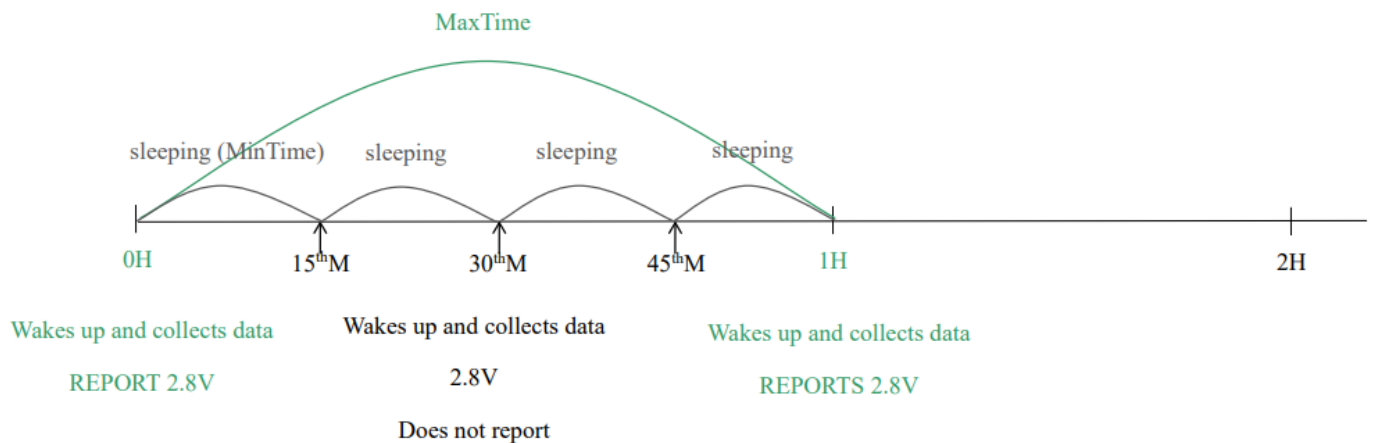 MaxTime
sleeping (MinTime) sleeping sleeping sleeping
0H 15thM 30thM 45thM 1H 2H
Wakes up and collects data
REPORT 2.8V
Wakes up and collects data
2.8V
Does not report
Wakes up and collects data
REPORTS 2.8V